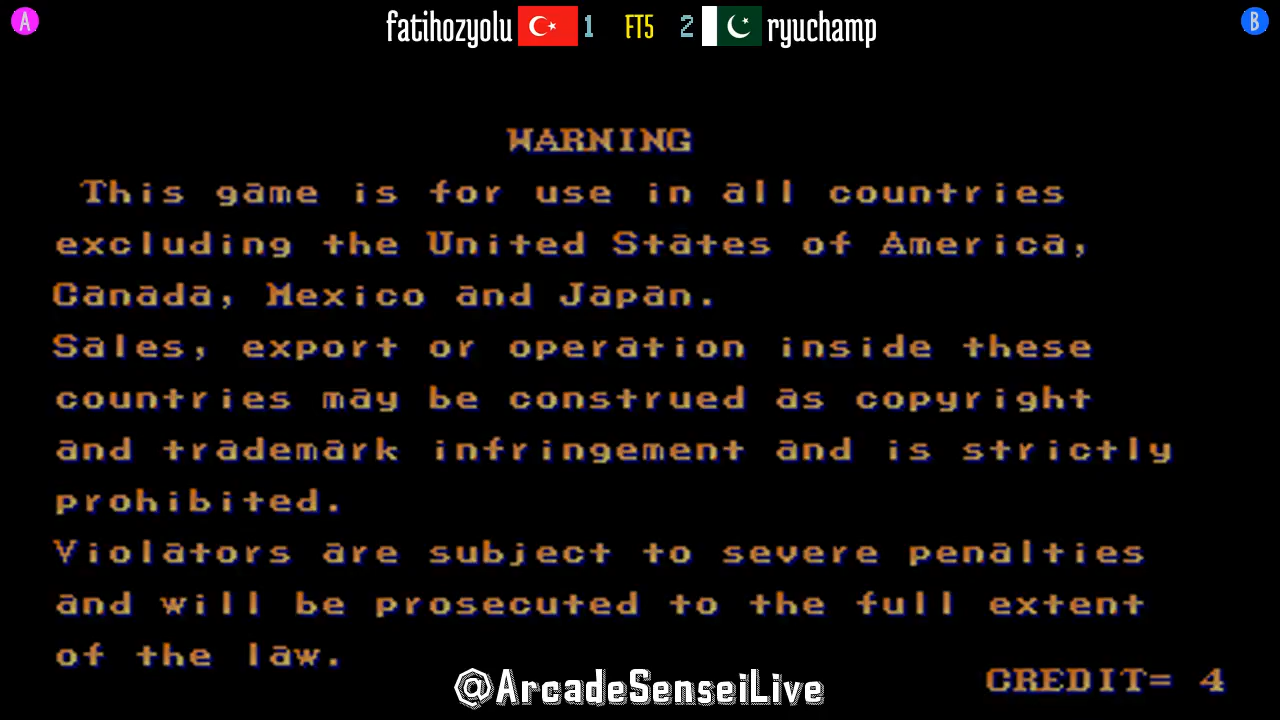 A fatihozyolu 1 FT5 2 ryuchamp B
WARNING
This game is for use in all countries
excluding the United States of America,
Canada, Mexico and Japan.
Sales, export or operation inside these
countries may be construed as copyright
and trademark infringement and is strictly
prohibited.
Violators are subject to severe penalties
and will be prosecuted to the full extent
of the law.
@ArcadeSenseiLive
CREDIT= 4